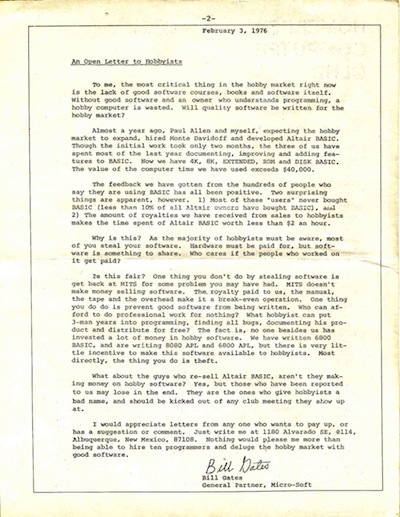 -2-
February 3, 1976
An Open Letter to Hobbyists
To me, the most critical thing in the hobby market right now
is the lack of good software courses, books and software itself.
Without good software and an owner who understands programming, a
hobby computer is wasted. Will quality software be written for the
hobby market?
Almost a year ago, Paul Allen and myself, expecting the hobby
market to expand, hired Monte Davidoff and developed Altair BASIC.
Though the initial work took only two months, the three of us have
spent most of the last year documenting, improving and adding fea-
tures to BASIC. Now we have 4K, 8K, EXTENDED, ROM and DISK BASIC.
The value of the computer time we have used exceeds $40,000.
The feedback we have gotten from the hundreds of people who
say they are using BASIC has all been positive. Two surprising
things are apparent, however. 1) Most of these "users" never bought
BASIC (less than 10% of all Altair owners have bought BASIC), and
2) The amount of royalties we have received from sales to hobbyists
makes the time spent of Altair BASIC worth less than $2 an hour.
Why is this? As the majority of hobbyists must be aware, most
of you steal your software. Hardware must be paid for, but soft-
ware is something to share. Who cares if the people who worked on
it get paid?
Is this fair? One thing you don't do by stealing software is
get back at MITS for some problem you may have had. MITS doesn't
make money selling software. The royalty paid to us, the manual,
the tape and the overhead make it a break-even operation. One thing
you do do is prevent good software from being written. Who can af-
ford to do professional work for nothing? What hobbyist can put
3-man years into programming, finding all bugs, documenting his pro-
duct and distribute for free? The fact is, no one besides us has
invested a lot of money in hobby software. We have written 6800
BASIC, and are writing 8080 APL and 6800 APL, but there is very lit-
tle incentive to make this software available to hobbyists. Most
directly, the thing you do is theft.
What about the guys who re-sell Altair BASIC, aren't they mak-
ing money on hobby software? Yes, but those who have been reported
to us may lose in the end. They are the ones who give hobbyists a
bad name, and should be kicked out of any club meeting they show up
at.
I would appreciate letters from any one who wants to pay up, or
has a suggestion or comment. Just write me at 1180 Alvarado SE, #114,
Albuquerque, New Mexico, 87108. Nothing would please me more than
being able to hire ten programmers and deluge the hobby market with
good software.
Bill Gates
Bill Gates
General Partner, Micro-Soft